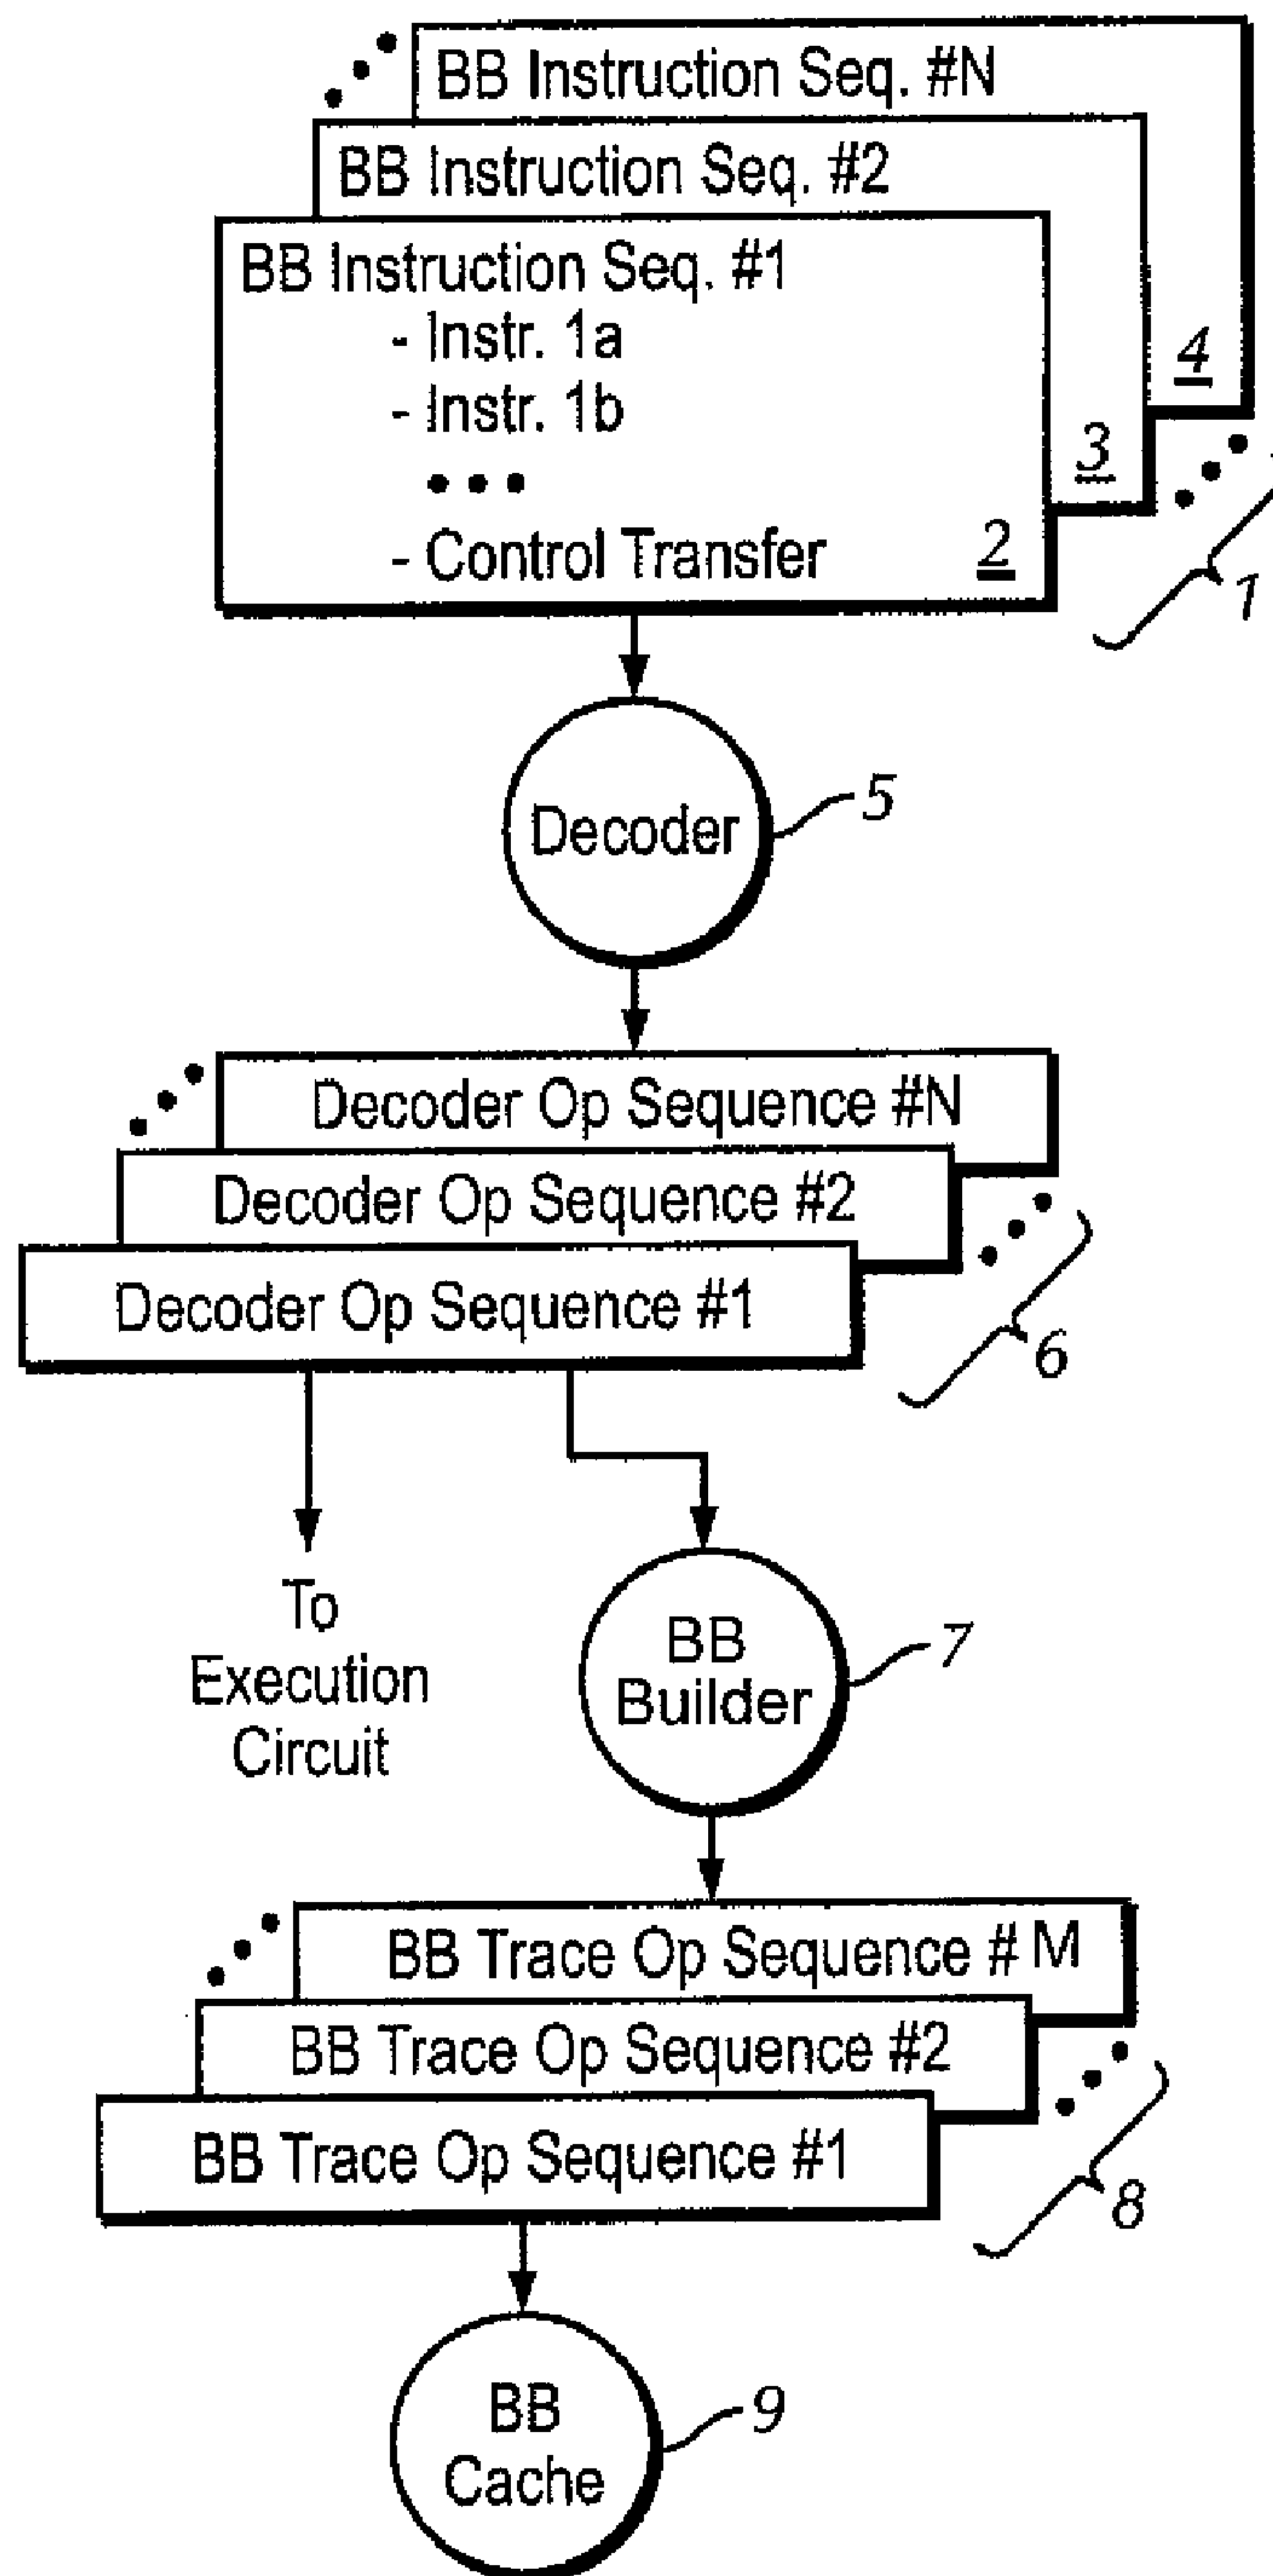 BB Instruction Seq. #N
BB Instruction Seq. #2
BB Instruction Seq. #1
- Instr. 1a
- Instr. 1b
• • •
- Control Transfer
2
3
4
1
Decoder
5
Decoder Op Sequence #N
Decoder Op Sequence #2
Decoder Op Sequence #1
6
To
Execution
Circuit
BB
Builder
7
BB Trace Op Sequence # M
BB Trace Op Sequence #2
BB Trace Op Sequence #1
8
BB
Cache
9